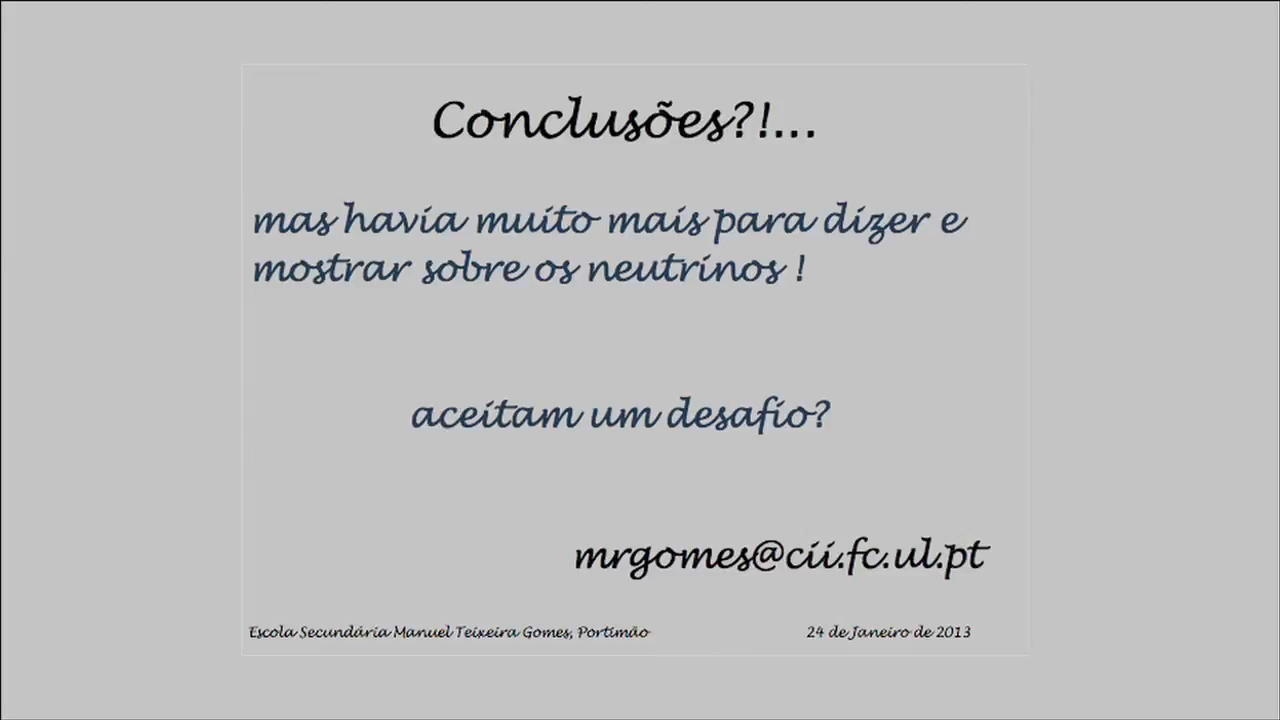 Conclusões?!...
mas havia muito mais para dizer e
mostrar sobre os neutrinos !
aceitam um desafio?
mrgomes@cii.fc.ul.pt
Escola Secundária Manuel Teixeira Gomes, Portimão
24 de Janeiro de 2013